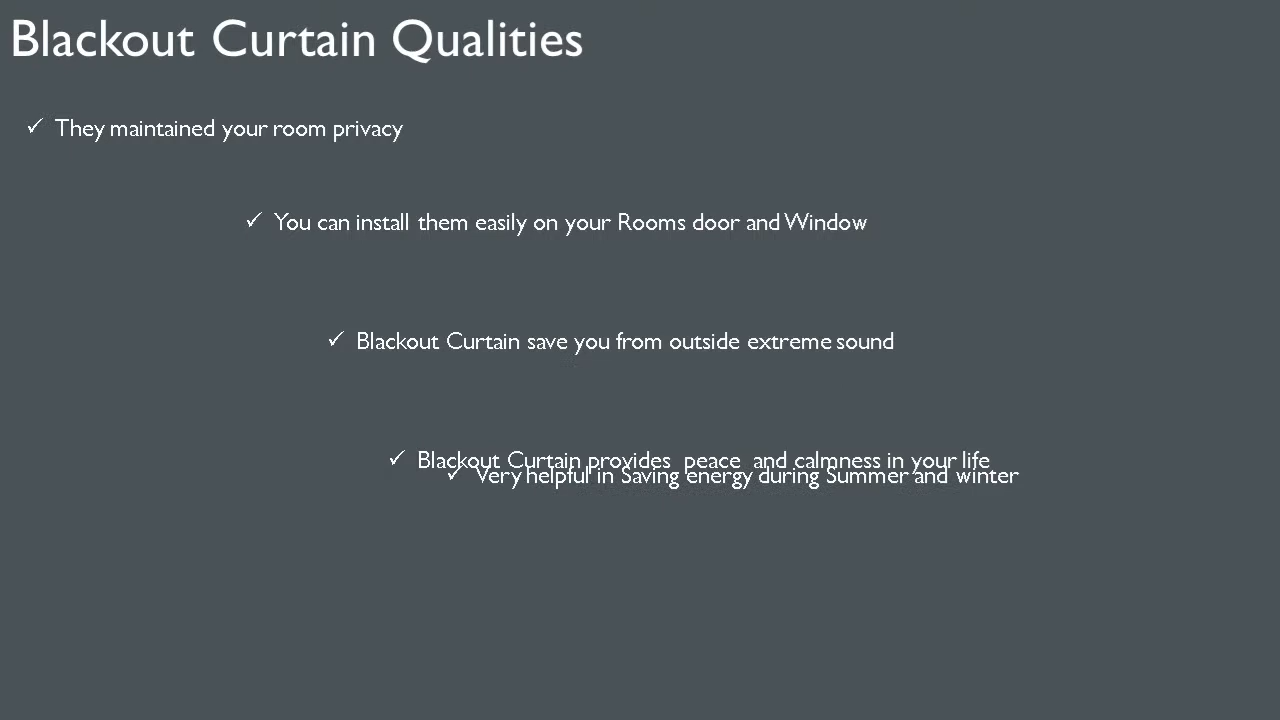 Blackout Curtain Qualities
✓ They maintained your room privacy
✓ You can install them easily on your Rooms door and Window
✓ Blackout Curtain save you from outside extreme sound
✓ Blackout Curtain provides peace and calmness in your life
✓ Very helpful in Saving energy during Summer and winter